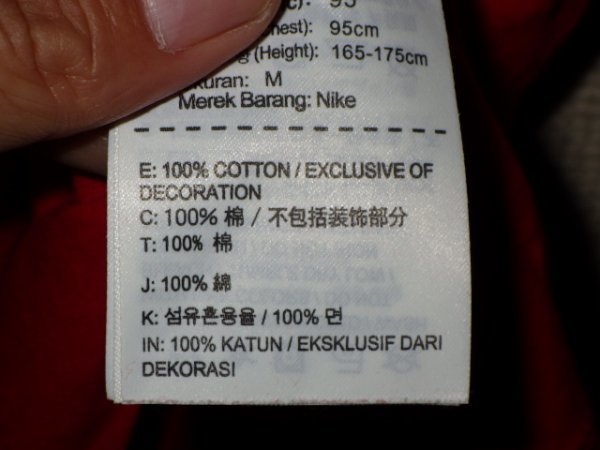 95
95cm
(Height): 165-175cm
M
Merek Barang: Nike
E: 100% COTTON / EXCLUSIVE OF
DECORATION
C: 100% 棉 / 不包括装饰部分
T: 100% 棉
J: 100% 綿
K: 섬유혼용율 / 100% 면
IN: 100% KATUN / EKSKLUSIF DARI
DEKORASI